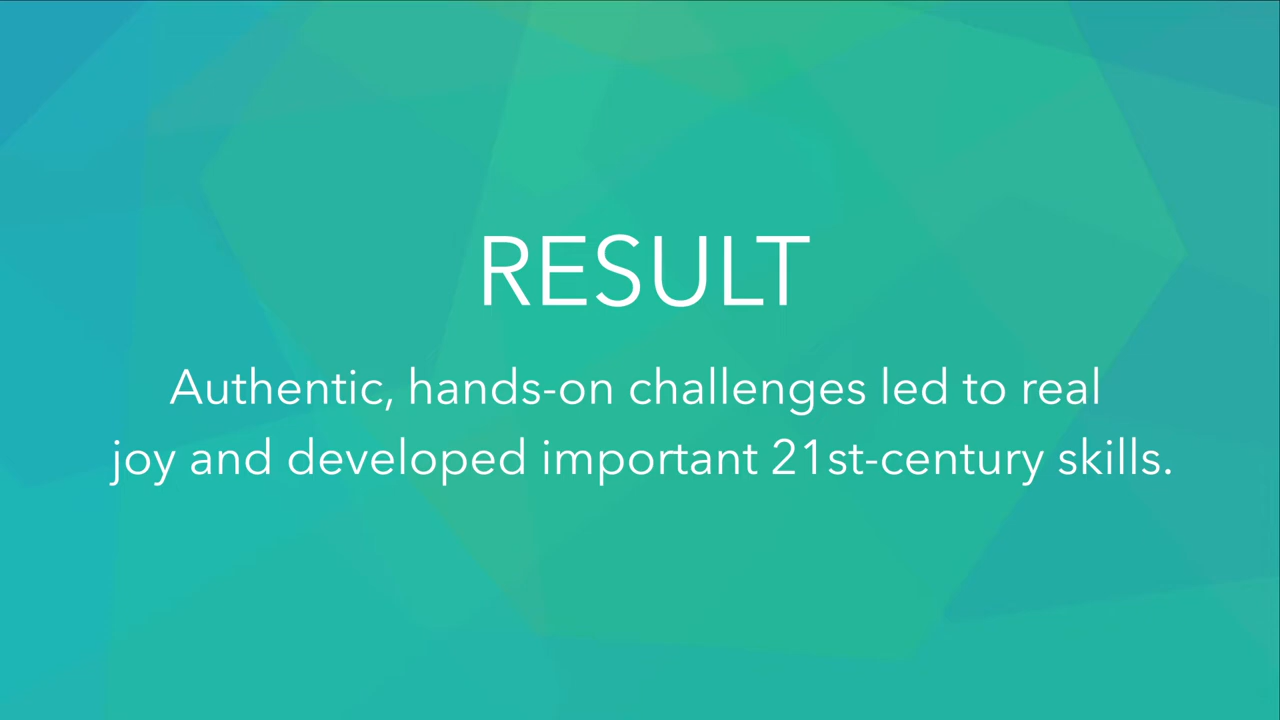 RESULT
Authentic, hands-on challenges led to real
joy and developed important 21st-century skills.